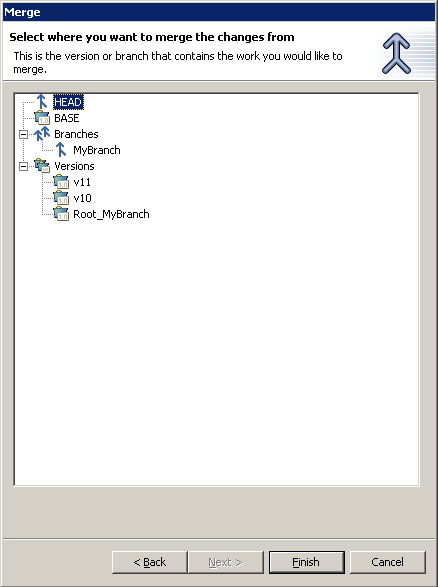 Merge
Select where you want to merge the changes from
This is the version or branch that contains the work you would like to
merge.
HEAD
BASE
Branches
MyBranch
Versions
v11
v10
Root_MyBranch
< Back
Next >
Finish
Cancel